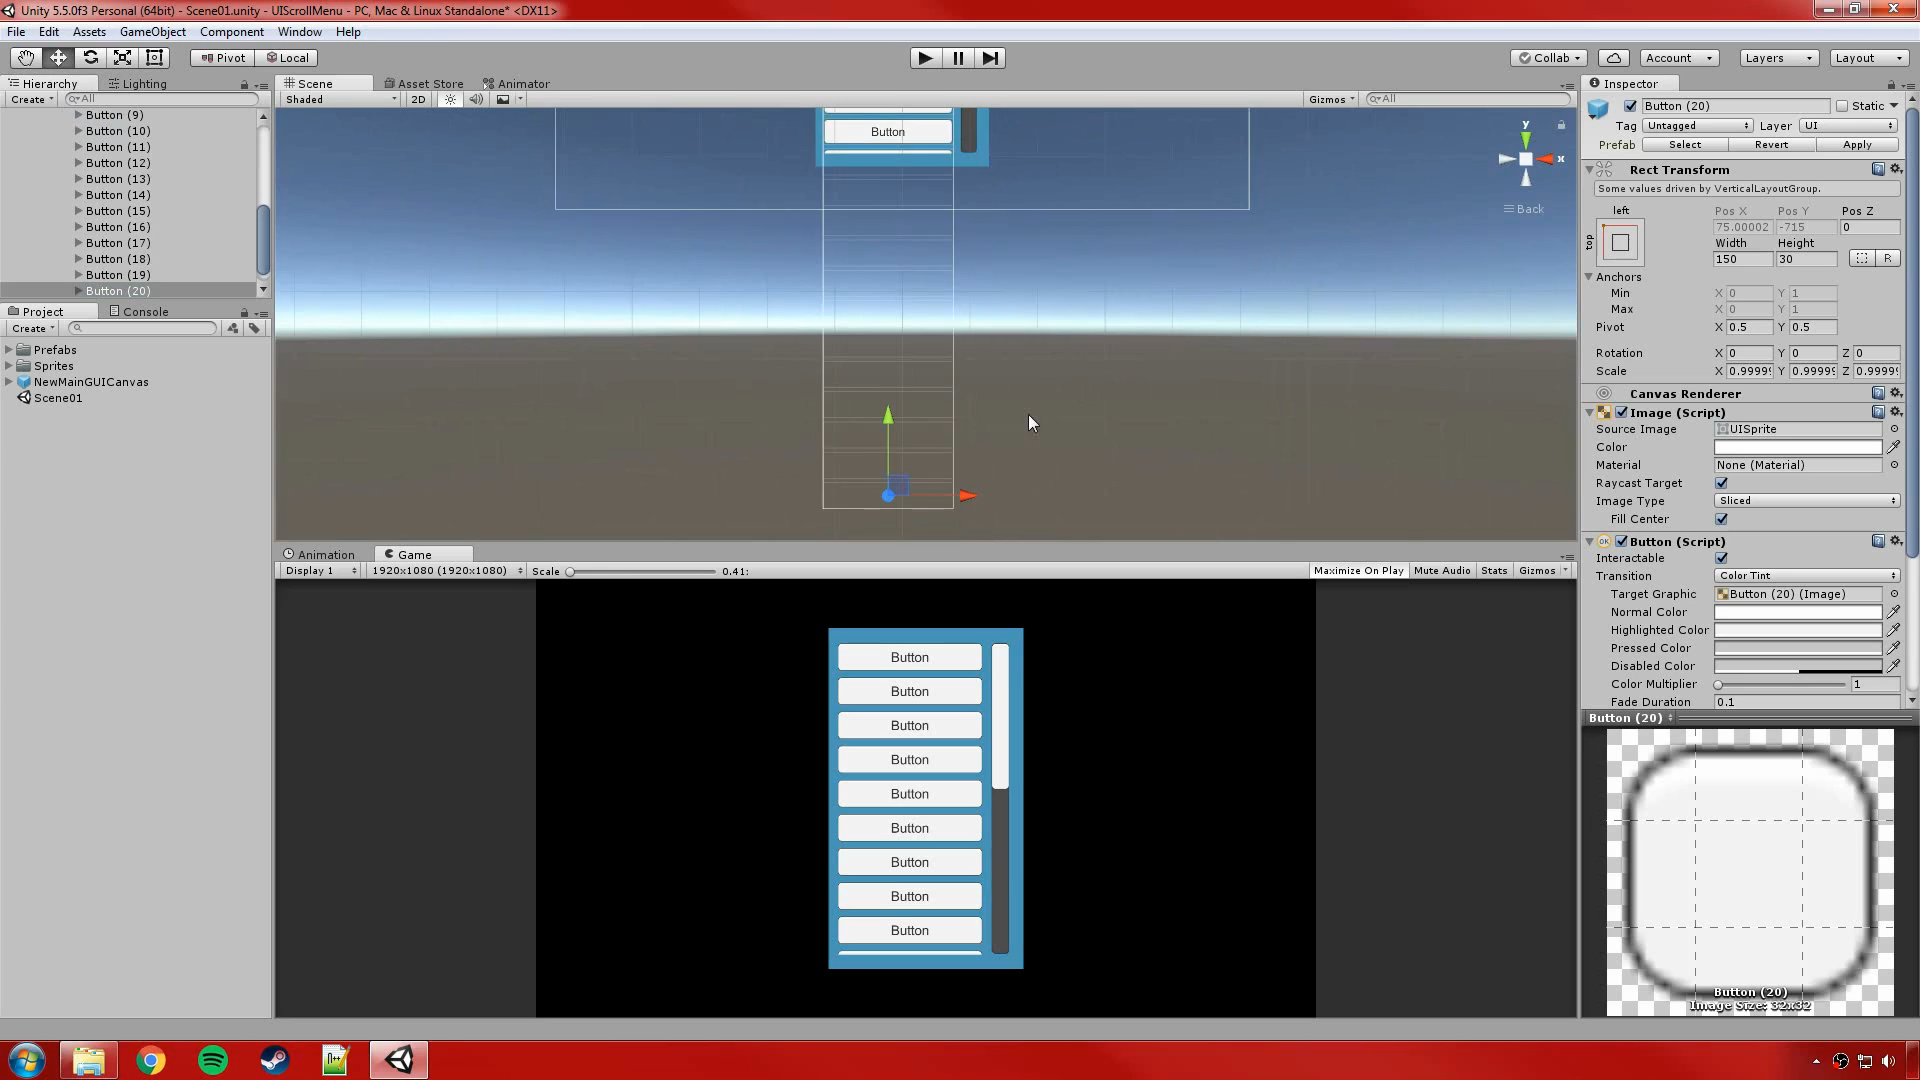 Unity 5.5.0f3 Personal (64bit) - Scene01.unity - UIScrollMenu - PC, Mac & Linux Standalone* <DX11>
File Edit Assets GameObject Component Window Help
Pivot Local Collab Account Layers Layout
Hierarchy Lighting
Create All
Button (9)
Button (10)
Button (11)
Button (12)
Button (13)
Button (14)
Button (15)
Button (16)
Button (17)
Button (18)
Button (19)
Button (20)
Project Console
Create
Prefabs
Sprites
NewMainGUICanvas
Scene01
Scene Asset Store Animator
Shaded 2D Gizmos All
Button
y
x
Back
Animation Game
Display 1 1920x1080 (1920x1080) Scale 0.41: Maximize On Play Mute Audio Stats Gizmos
Button
Button
Button
Button
Button
Button
Button
Button
Button
Inspector
Button (20) Static
Tag Untagged Layer UI
Prefab Select Revert Apply
Rect Transform
Some values driven by VerticalLayoutGroup.
left Pos X Pos Y Pos Z
top 75.00002 -715 0
Width Height
150 30 R
Anchors
Min X 0 Y 1
Max X 0 Y 1
Pivot X 0.5 Y 0.5
Rotation X 0 Y 0 Z 0
Scale X 0.9999 Y 0.9999 Z 0.9999
Canvas Renderer
Image (Script)
Source Image UISprite
Color
Material None (Material)
Raycast Target
Image Type Sliced
Fill Center
OK Button (Script)
Interactable
Transition Color Tint
Target Graphic Button (20) (Image)
Normal Color
Highlighted Color
Pressed Color
Disabled Color
Color Multiplier 1
Fade Duration 0.1
Button (20)
Button (20)
Image Size: 32x32